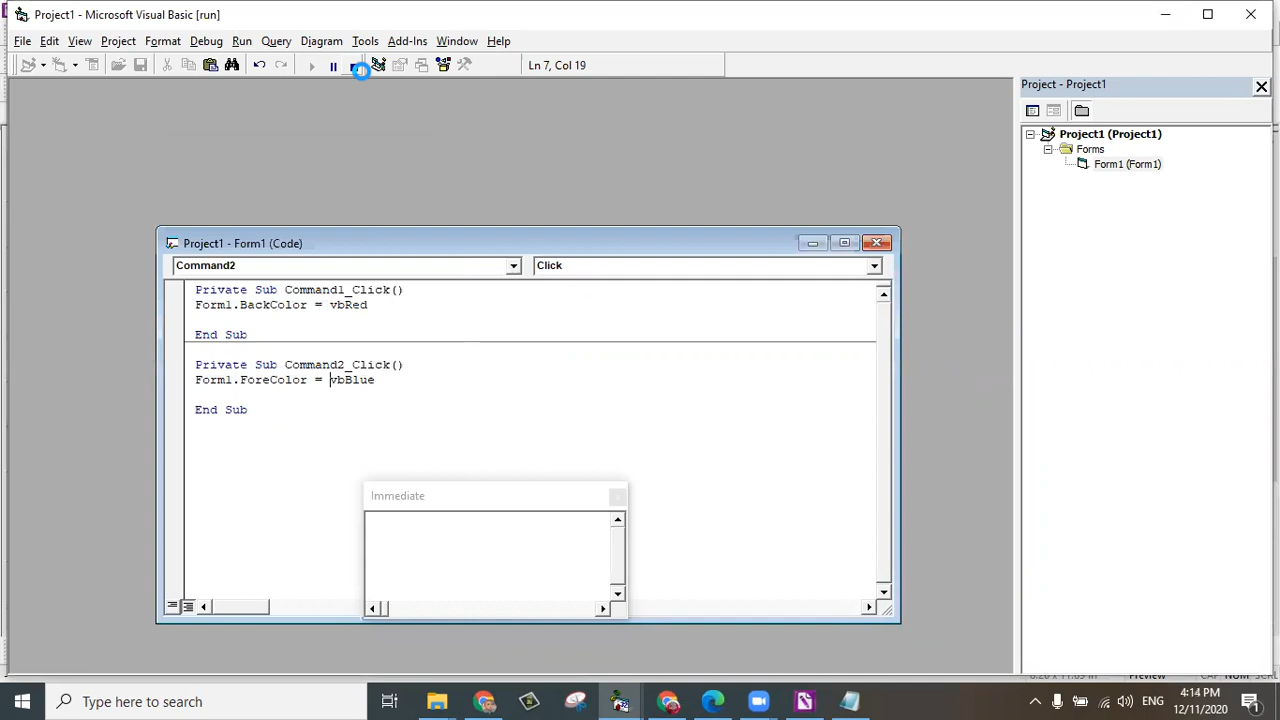 Project1 - Microsoft Visual Basic [run]
File Edit View Project Format Debug Run Query Diagram Tools Add-Ins Window Help
Ln 7, Col 19
Project - Project1
Project1 (Project1)
Forms
Form1 (Form1)
Project1 - Form1 (Code)
Command2 Click
Private Sub Command1_Click()
Form1.BackColor = vbRed
End Sub
Private Sub Command2_Click()
Form1.ForeColor = vbBlue
End Sub
Immediate
Preview
Type here to search
ENG
4:14 PM
12/11/2020
1